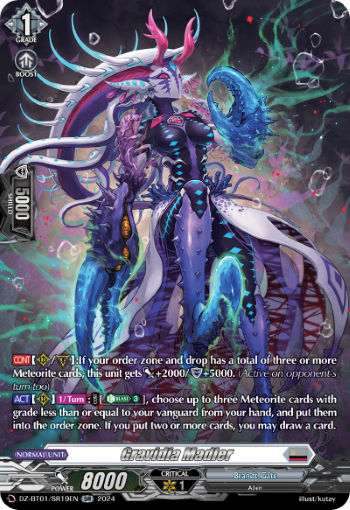 1
GRADE
BOOST
5000
SHIELD
CONT【 / 】:If your order zone and drop has a total of three or more
Meteorite cards, this unit gets +2000/ +5000. (Active on opponent's
turn too)
ACT【 】1/Turn :COST [E-BLAST 3], choose up to three Meteorite cards with
grade less than or equal to your vanguard from your hand, and put them
into the order zone. If you put two or more cards, you may draw a card.
NORMAL UNIT
Gravidia Madler
Brandt Gate
Alien
POWER 8000
CRITICAL
1
DZ-BT01/SR19EN SR 2024
illust/kutay